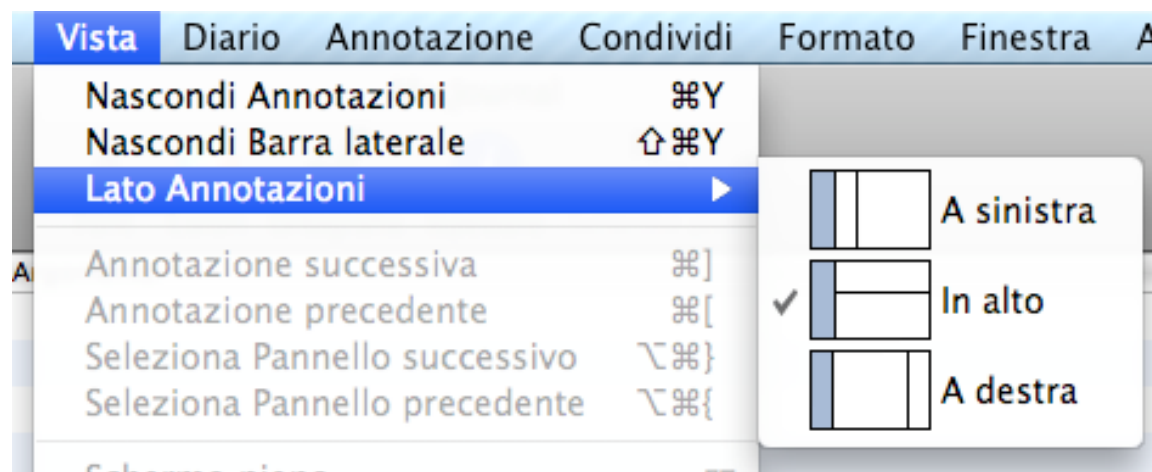 Vista Diario Annotazione Condividi Formato Finestra
Nascondi Annotazioni ⌘Y
Nascondi Barra laterale ⇧⌘Y
Lato Annotazioni ▶
A sinistra
✓ In alto
A destra
Annotazione successiva ⌘]
Annotazione precedente ⌘[
Seleziona Pannello successivo ⌥⌘}
Seleziona Pannello precedente ⌥⌘{